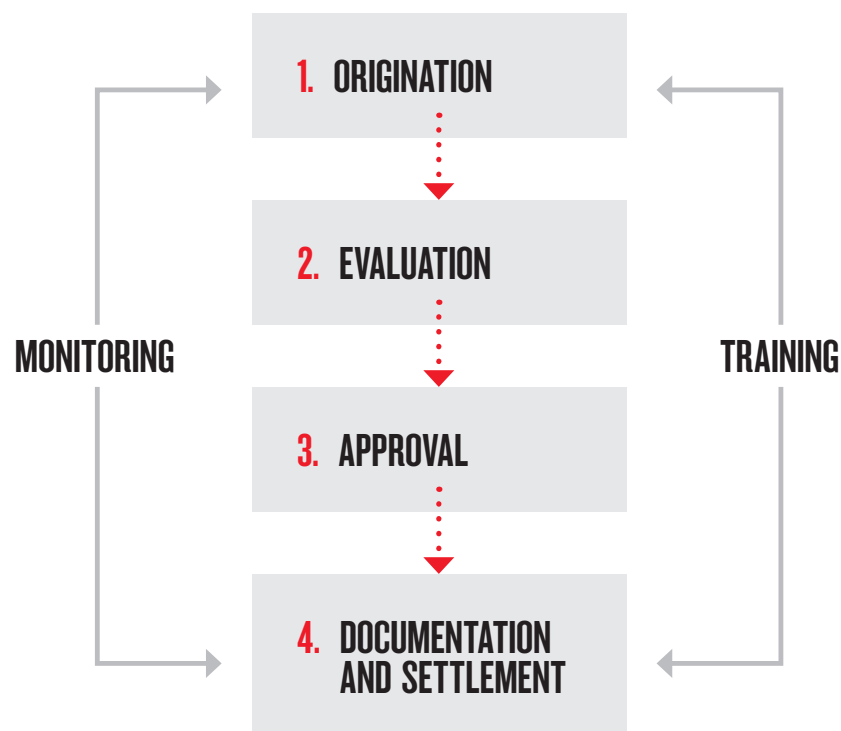 1. ORIGINATION
2. EVALUATION
MONITORING
TRAINING
3. APPROVAL
4. DOCUMENTATION
AND SETTLEMENT